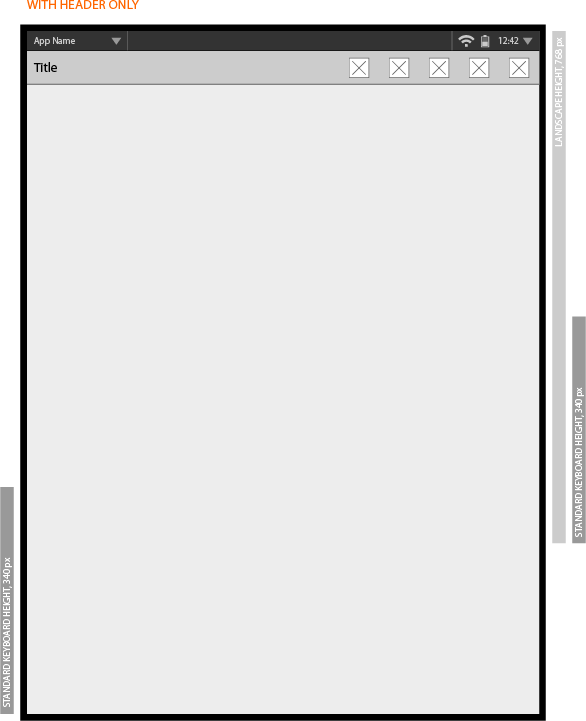 WITH HEADER ONLY
App Name
12:42
Title
LANDSCAPE HEIGHT, 768 px
STANDARD KEYBOARD HEIGHT, 340 px
STANDARD KEYBOARD HEIGHT, 340 px